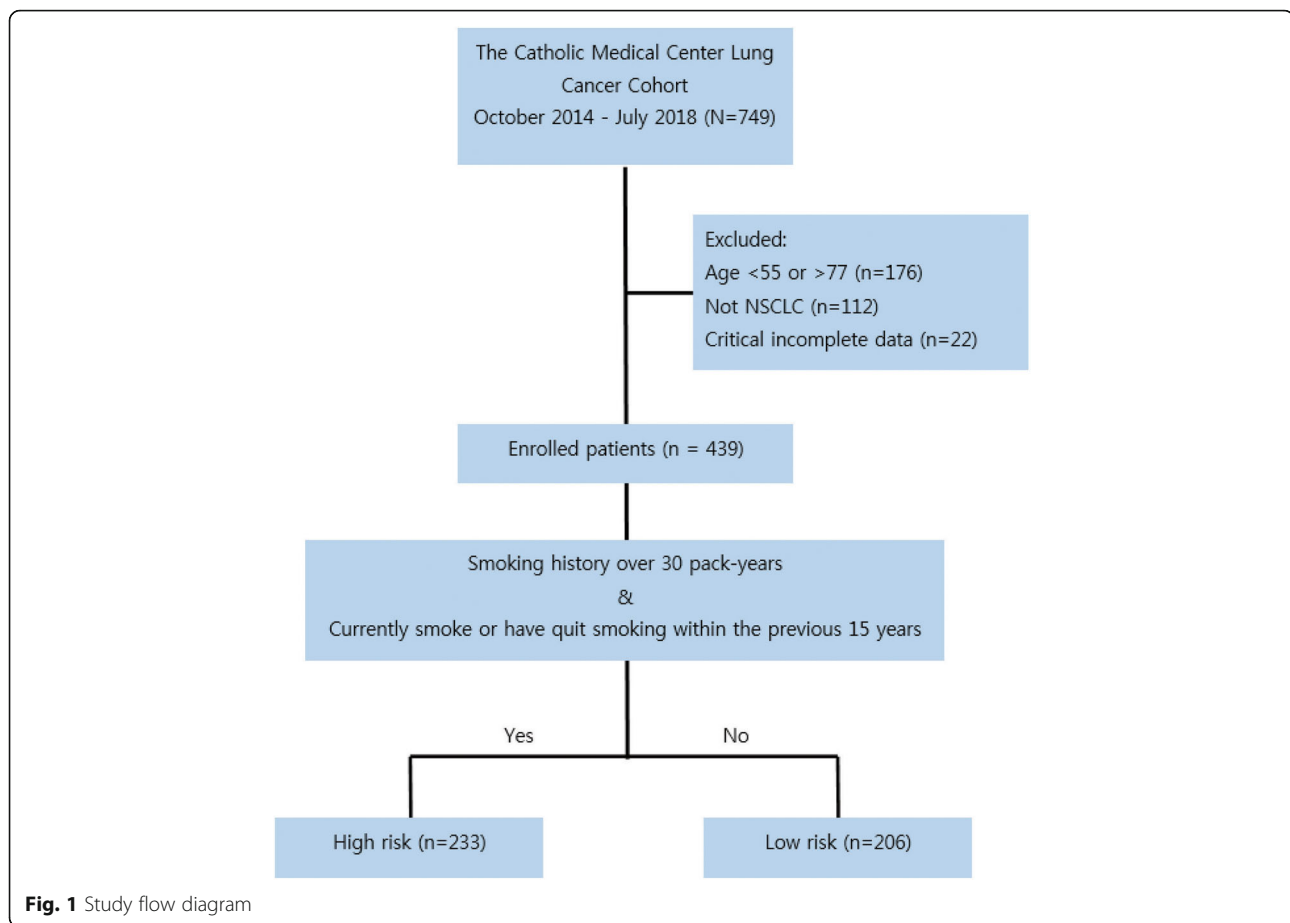 The Catholic Medical Center Lung
Cancer Cohort
October 2014 - July 2018 (N=749)
Excluded:
Age <55 or >77 (n=176)
Not NSCLC (n=112)
Critical incomplete data (n=22)
Enrolled patients (n = 439)
Smoking history over 30 pack-years
&
Currently smoke or have quit smoking within the previous 15 years
Yes
No
High risk (n=233)
Low risk (n=206)
Fig. 1 Study flow diagram